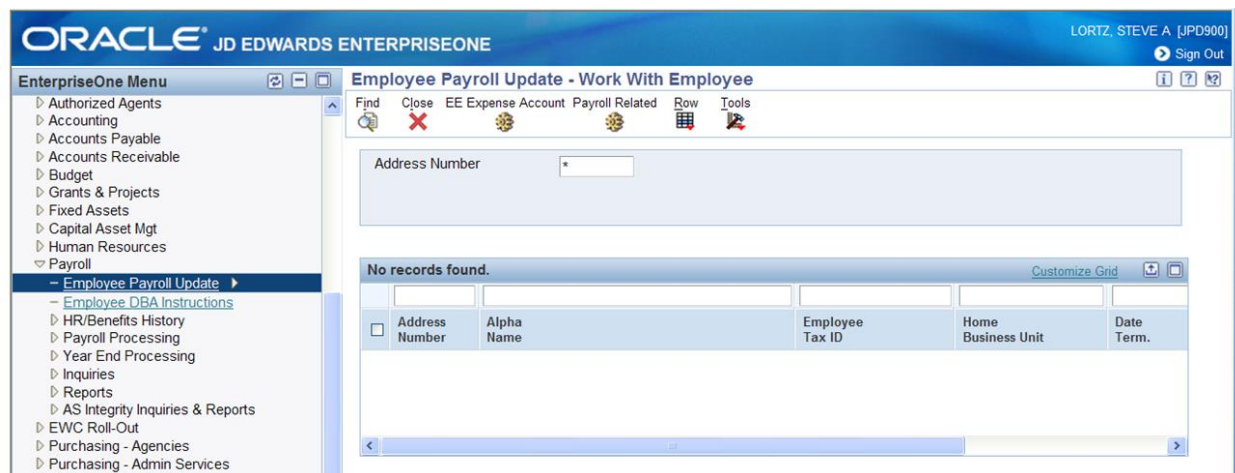 ORACLE® JD EDWARDS ENTERPRISEONE
LORTZ, STEVE A [JPD900]
Sign Out
EnterpriseOne Menu
Authorized Agents
Accounting
Accounts Payable
Accounts Receivable
Budget
Grants & Projects
Fixed Assets
Capital Asset Mgt
Human Resources
Payroll
Employee Payroll Update
Employee DBA Instructions
HR/Benefits History
Payroll Processing
Year End Processing
Inquiries
Reports
AS Integrity Inquiries & Reports
EWC Roll-Out
Purchasing - Agencies
Purchasing - Admin Services
Employee Payroll Update - Work With Employee
Find Close EE Expense Account Payroll Related Row Tools
Address Number *
No records found. Customize Grid
Address Alpha Employee Home Date
Number Name Tax ID Business Unit Term.